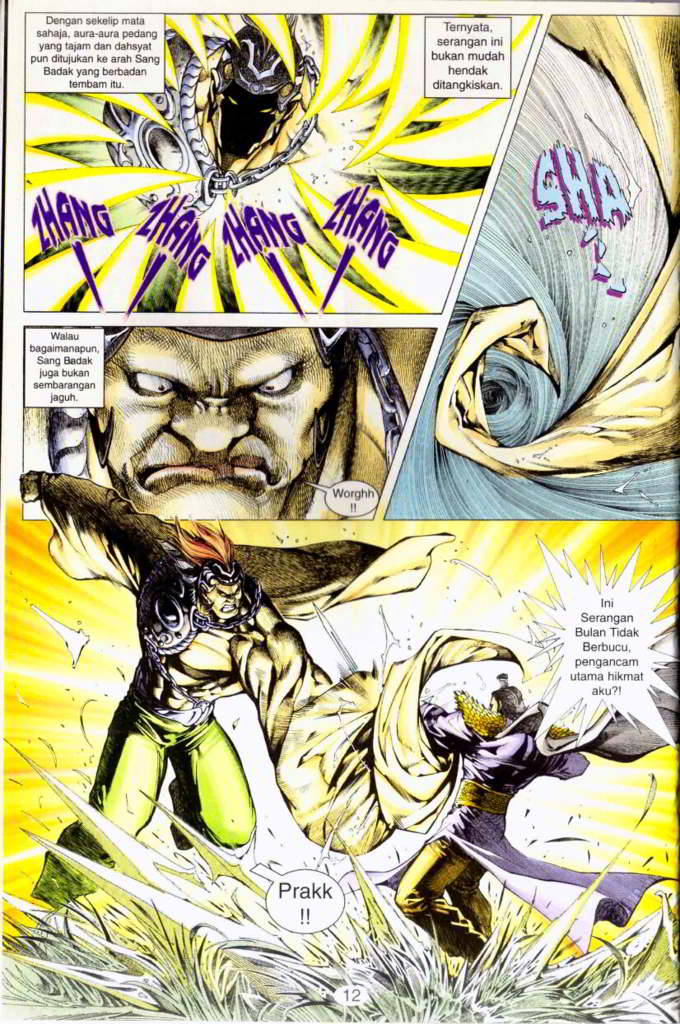 Dengan sekelip mata
sahaja, aura-aura pedang
yang tajam dan dahsyat
pun ditujukan ke arah Sang
Badak yang berbadan
tembam itu.
Ternyata,
serangan ini
bukan mudah
hendak
ditangkiskan.
ZHANG
ZHANG
ZHANG
ZHANG
SHA
Walau
bagaimanapun,
Sang Badak
juga bukan
sembarangan
jaguh.
Worghh
!!
Ini
Serangan
Bulan Tidak
Berbucu,
pengancam
utama hikmat
aku?!
Prakk
!!
12